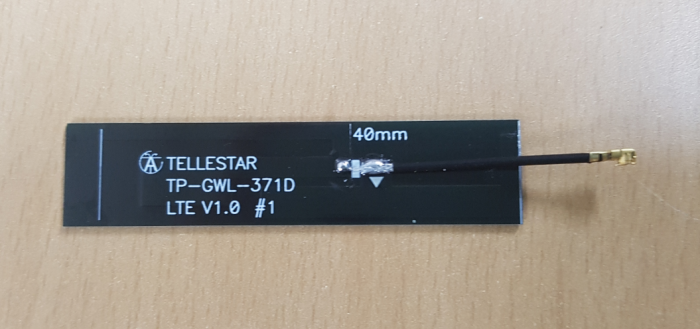 40mm
TELLESTAR
TP-GWL-371D
LTE V1.0 #1